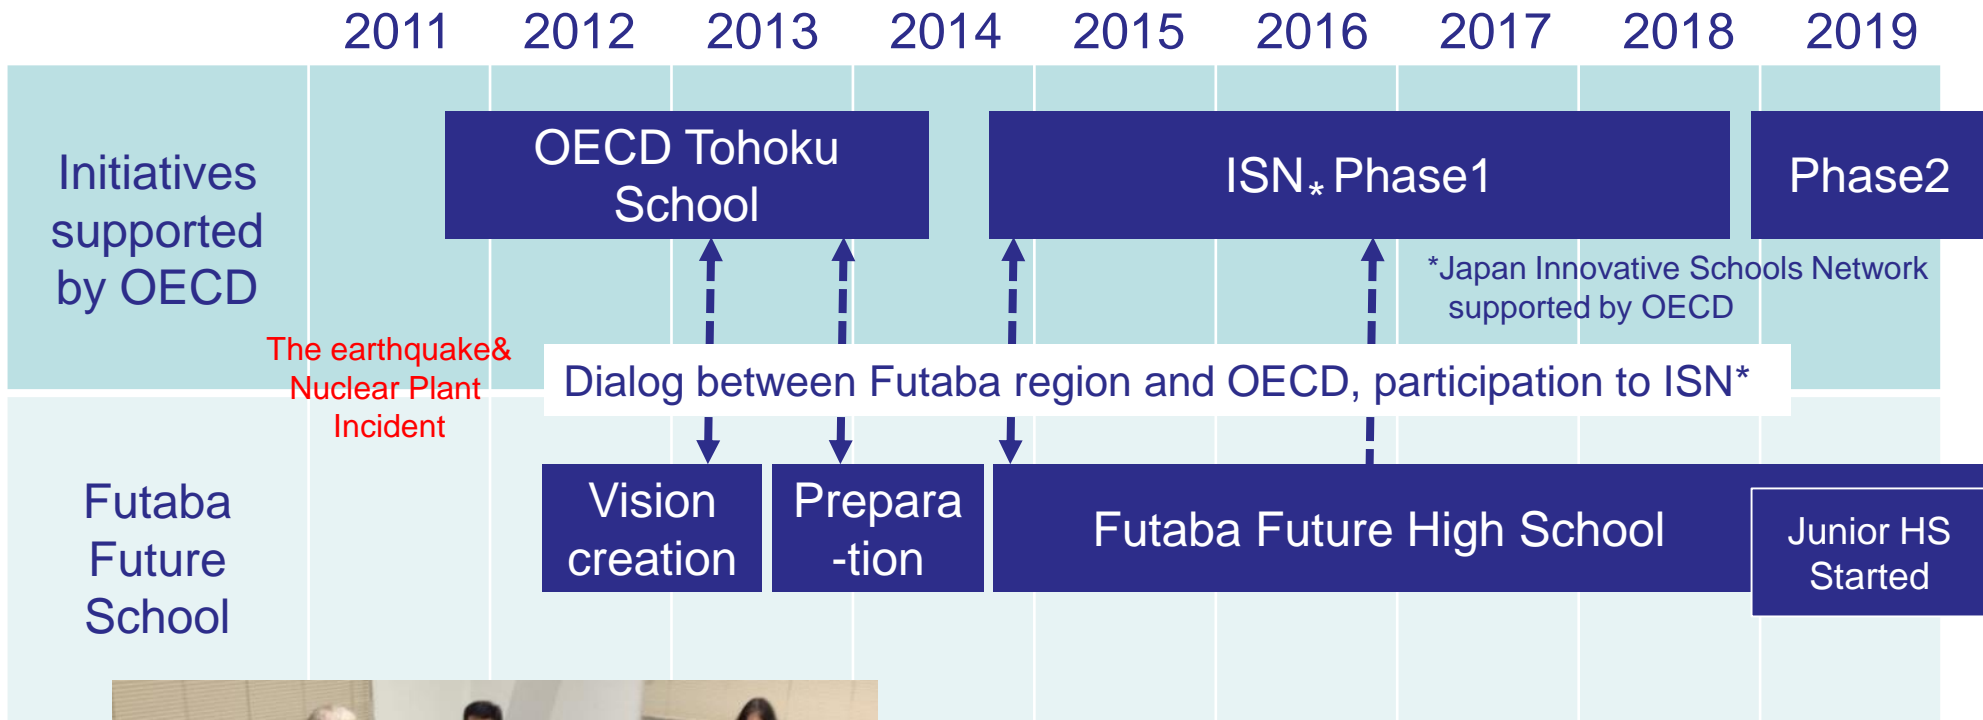 2011 2012 2013 2014 2015 2016 2017 2018 2019
Initiatives
supported
by OECD
OECD Tohoku
School
ISN* Phase1
Phase2
*Japan Innovative Schools Network
supported by OECD
The earthquake&
Nuclear Plant
Incident
Dialog between Futaba region and OECD, participation to ISN*
Futaba
Future
School
Vision
creation
Prepara
-tion
Futaba Future High School
Junior HS
Started